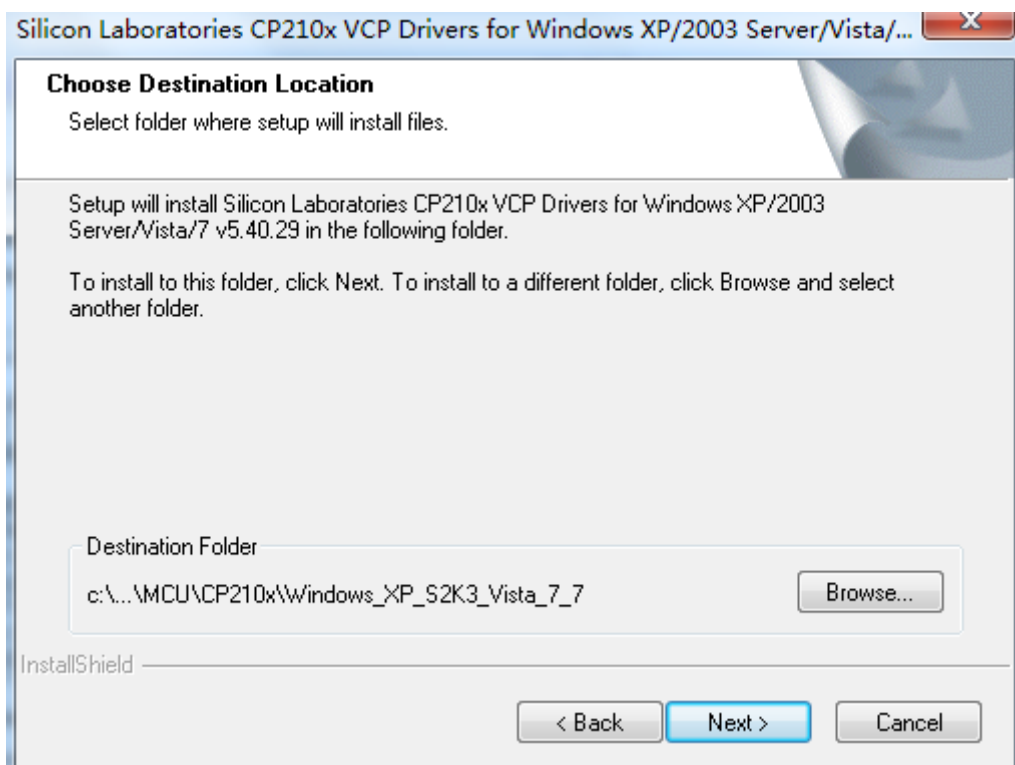 Silicon Laboratories CP210x VCP Drivers for Windows XP/2003 Server/Vista/...
Choose Destination Location
Select folder where setup will install files.
Setup will install Silicon Laboratories CP210x VCP Drivers for Windows XP/2003
Server/Vista/7 v5.40.29 in the following folder.
To install to this folder, click Next. To install to a different folder, click Browse and select
another folder.
Destination Folder
c:\...\MCU\CP210x\Windows_XP_S2K3_Vista_7_7
Browse...
InstallShield
< Back
Next >
Cancel